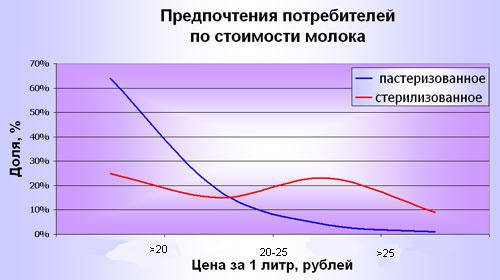 Предпочтения потребителей
по стоимости молока
70%
60%
50%
40%
30%
20%
10%
0%
Доля, %
пастеризованное
стерилизованное
>20
20-25
>25
Цена за 1 литр, рублей